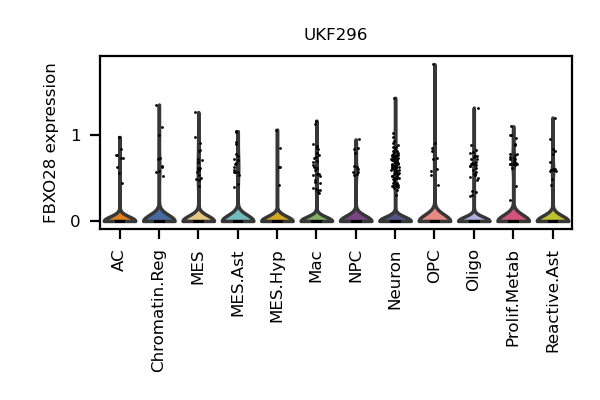 UKF296
FBXO28 expression
1
0
AC
Chromatin.Reg
MES
MES.Ast
MES.Hyp
Mac
NPC
Neuron
OPC
Oligo
Prolif.Metab
Reactive.Ast